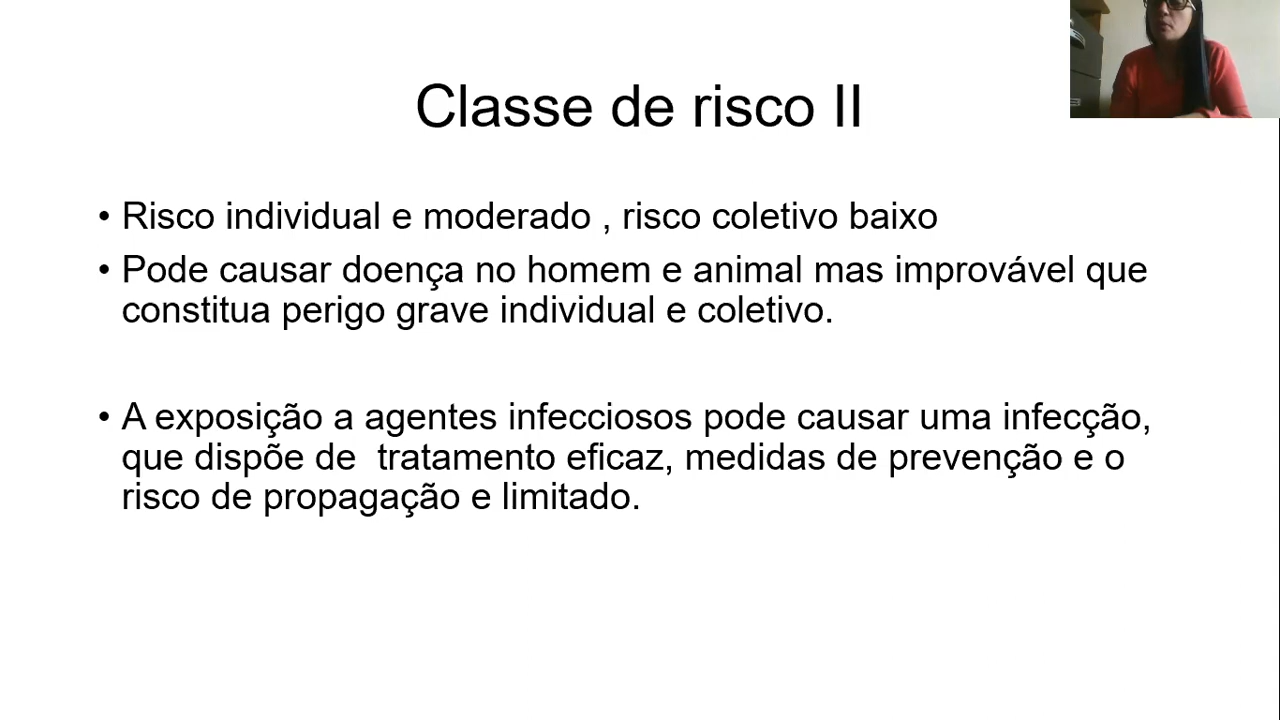 Classe de risco II
• Risco individual e moderado , risco coletivo baixo
• Pode causar doença no homem e animal mas improvável que
constitua perigo grave individual e coletivo.
• A exposição a agentes infecciosos pode causar uma infecção,
que dispõe de  tratamento eficaz, medidas de prevenção e o
risco de propagação e limitado.